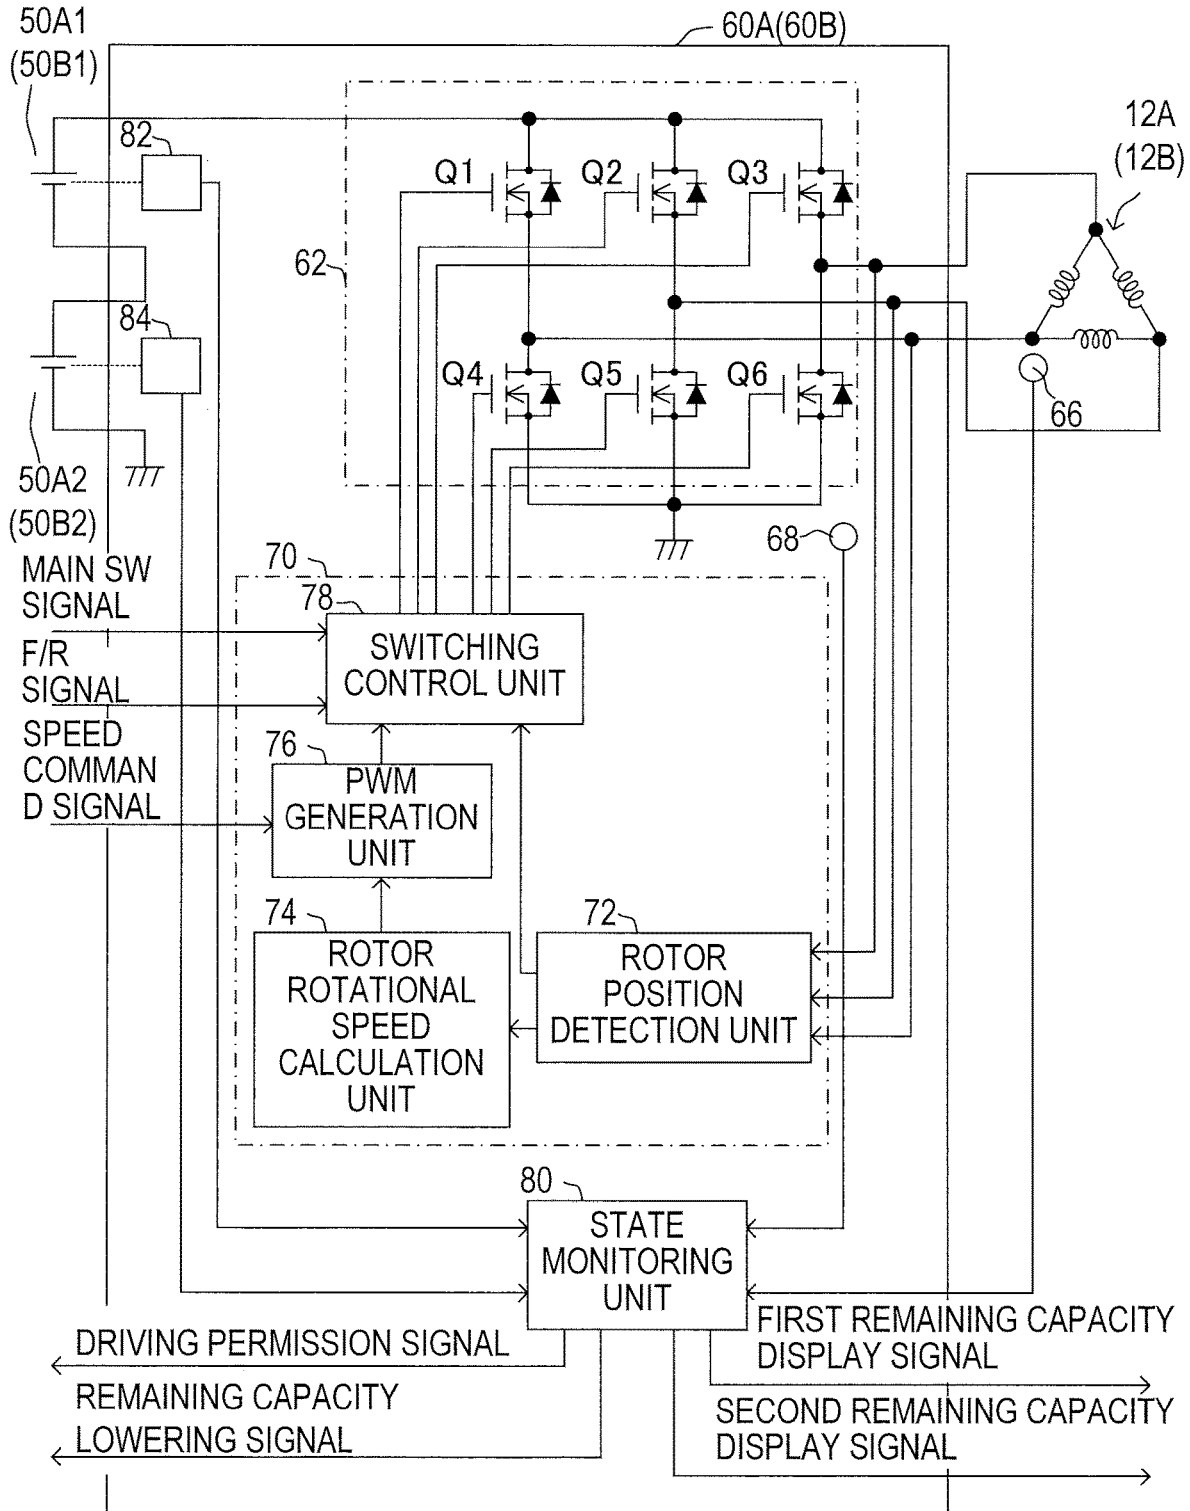 50A1
(50B1)
60A(60B)
12A
(12B)
82
Q1
Q2
Q3
62
84
Q4
Q5
Q6
66
50A2
(50B2)
68
MAIN SW
SIGNAL
70
78
SWITCHING
CONTROL UNIT
F/R
SIGNAL
SPEED
COMMAN
D SIGNAL
76
PWM
GENERATION
UNIT
74
ROTOR
ROTATIONAL
SPEED
CALCULATION
UNIT
72
ROTOR
POSITION
DETECTION UNIT
80
STATE
MONITORING
UNIT
DRIVING PERMISSION SIGNAL
REMAINING CAPACITY
LOWERING SIGNAL
FIRST REMAINING CAPACITY
DISPLAY SIGNAL
SECOND REMAINING CAPACITY
DISPLAY SIGNAL